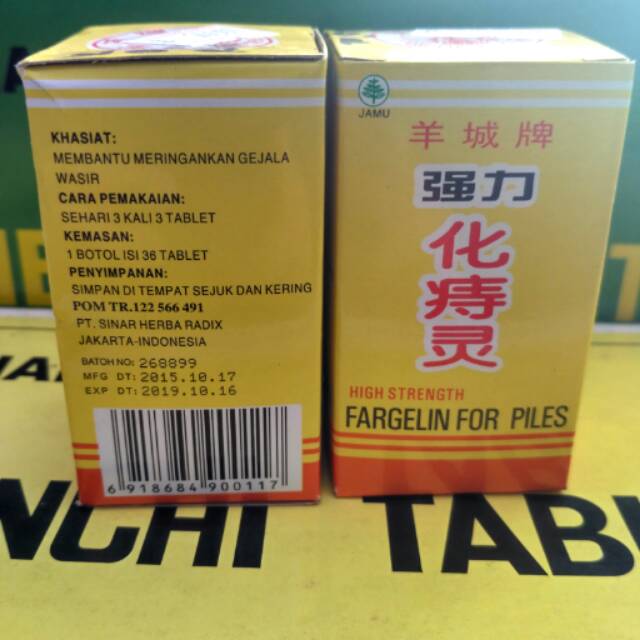 KHASIAT:
MEMBANTU MERINGANKAN GEJALA
WASIR
CARA PEMAKAIAN:
SEHARI 3 KALI 3 TABLET
KEMASAN:
1 BOTOL ISI 36 TABLET
PENYIMPANAN:
SIMPAN DI TEMPAT SEJUK DAN KERING
POM TR.122 566 491
PT. SINAR HERBA RADIX
JAKARTA-INDONESIA
BATCH NO: 268899
MFG DT: 2015.10.17
EXP DT: 2019.10.16
6 918684 900117
JAMU
羊城牌
强力
化痔灵
HIGH STRENGTH
FARGELIN FOR PILES
NCHI TABL